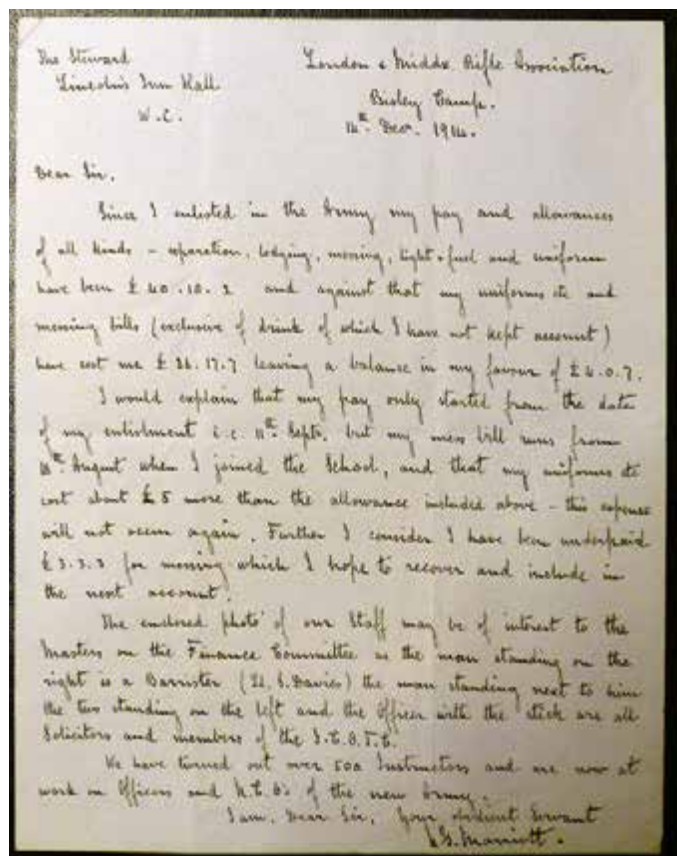 The Steward
Lincoln's Inn Hall
W.C.
London & Middx Rifle Association
Bisley Camp.
Decr. 1914.
Dear Sir,
Since I enlisted in the Army my pay and allowances
of all kinds – separation, lodging, messing, light & fuel and uniform
have been £ 40.18.2 and against that my uniforms etc and
messing bills (exclusive of drink of which I have not kept account)
have cost me £ 36.17.7 leaving a balance in my favour of £ 4.0.7.
I would explain that my pay only started from the date
of my enlistment i.e. Septr. but my mess bill runs from
August when I joined the School, and that my uniforms etc
cost about £5 more than the allowance included above – this expense
will not occur again. Further I consider I have been underpaid
£3.3.3 for messing which I hope to recover and include in
the next account.
The enclosed photo' of our Staff may be of interest to the
Masters on the Finance Committee as the man standing on the
right is a Barrister (Davies) the man standing next to him
the two standing on the left and the Officer with the stick are all
Solicitors and members of the I.C.O.T.C.
We have turned out over 500 Instructors and are now at
work on Officers and N.C.O's of the new Army.
I am, Dear Sir, Your obedient Servant
G. Marriott.